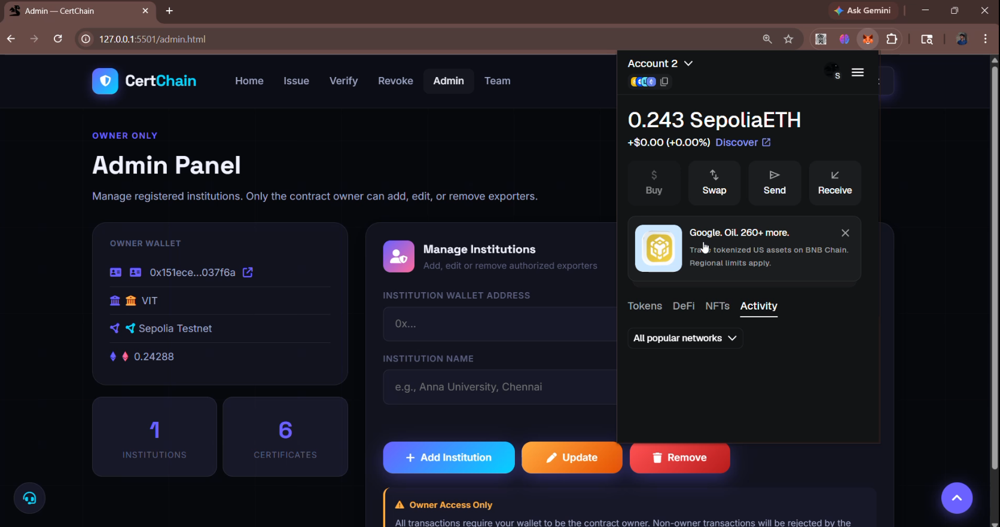 Admin — CertChain
Ask Gemini
127.0.0.1:5501/admin.html
CertChain
Home
Issue
Verify
Revoke
Admin
Team
OWNER ONLY
Admin Panel
Manage registered institutions. Only the contract owner can add, edit, or remove exporters.
OWNER WALLET
0x151ece...037f6a
VIT
Sepolia Testnet
0.24288
1
INSTITUTIONS
6
CERTIFICATES
Manage Institutions
Add, edit or remove authorized exporters
INSTITUTION WALLET ADDRESS
0x...
INSTITUTION NAME
e.g., Anna University, Chennai
+ Add Institution
Update
Remove
Owner Access Only
All transactions require your wallet to be the contract owner. Non-owner transactions will be rejected by the
Account 2
S
0.243 SepoliaETH
+$0.00 (+0.00%) Discover
$
Buy
Swap
Send
Receive
Google. Oil. 260+ more.
tokenized US assets on BNB Chain.
Regional limits apply.
Tokens
DeFi
NFTs
Activity
All popular networks